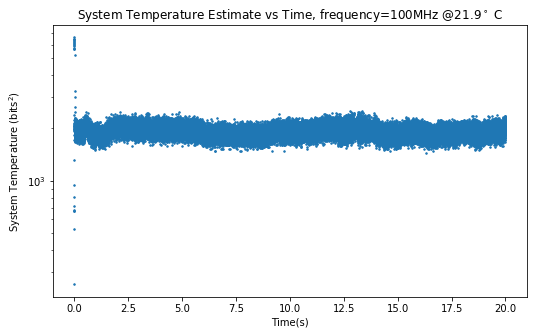 System Temperature Estimate vs Time, frequency=100MHz @21.9° C
System Temperature (bits²)
10³
0.0 2.5 5.0 7.5 10.0 12.5 15.0 17.5 20.0
Time(s)